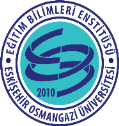 EĞİTİM BİLİMLERİ ENSTİTÜSÜ
2010
ESKİŞEHİR OSMANGAZİ ÜNİVERSİTESİ